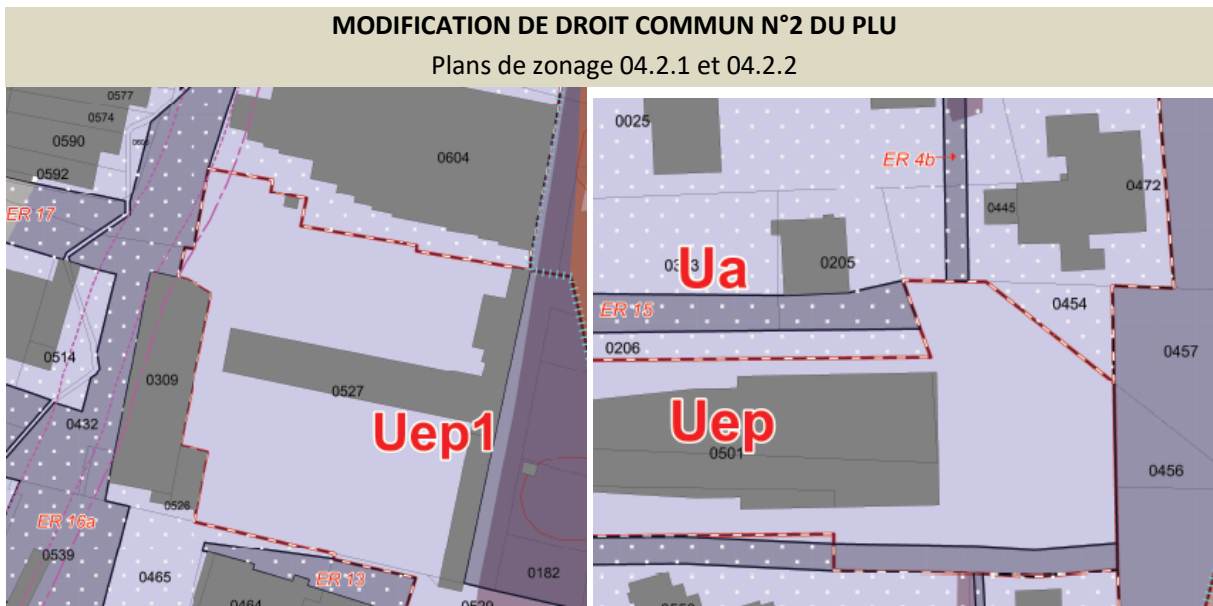 MODIFICATION DE DROIT COMMUN N°2 DU PLU
Plans de zonage 04.2.1 et 04.2.2
0577
0574
0590
0592
0604
ER 17
0514
0309
0527
0432
Uep1
0526
ER 16a
0539
0465
ER 13
0464
0182
0025
ER 4b
0472
0445
Ua
0205
ER 15
0454
0206
0457
Uep
0501
0456